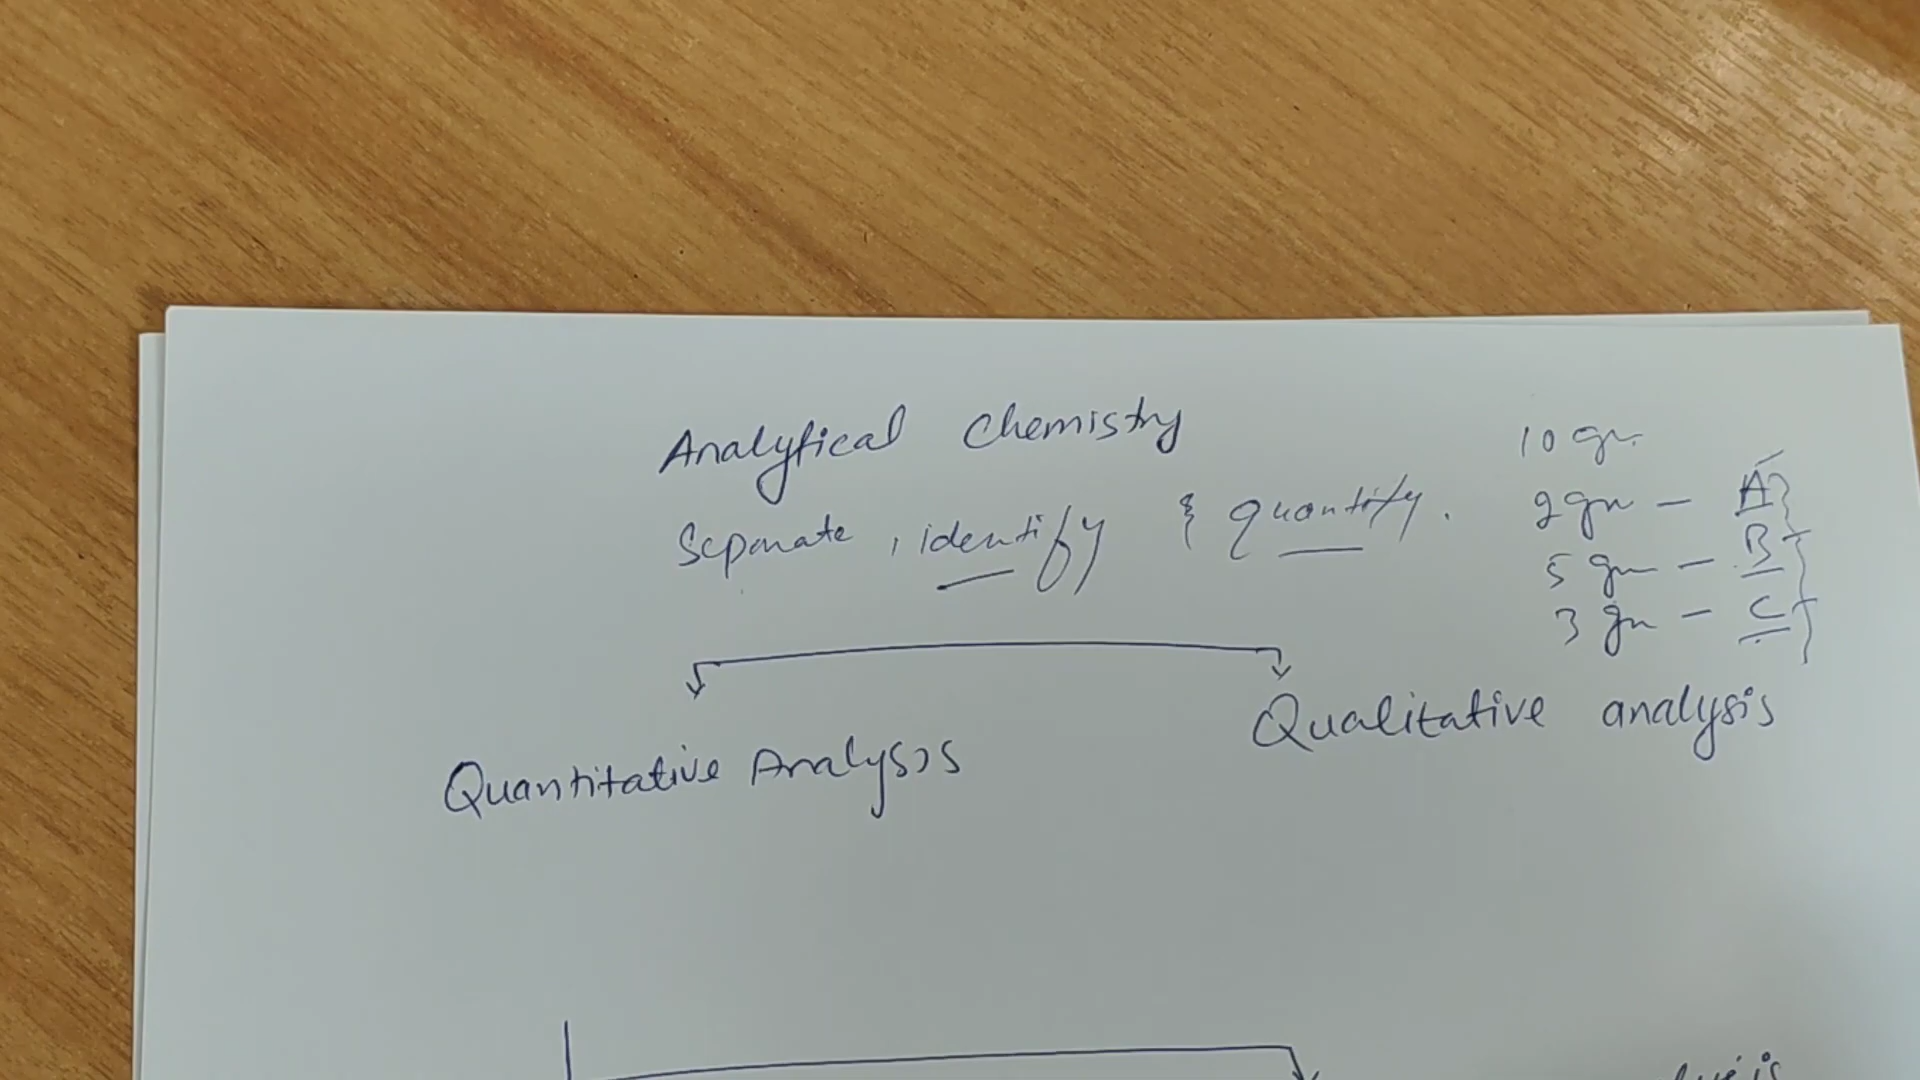 Analytical Chemistry
Separate, identify & quantify.
10 gm
2 gm - A
5 gm - B
3 gm - C
Quantitative Analysis
Qualitative analysis